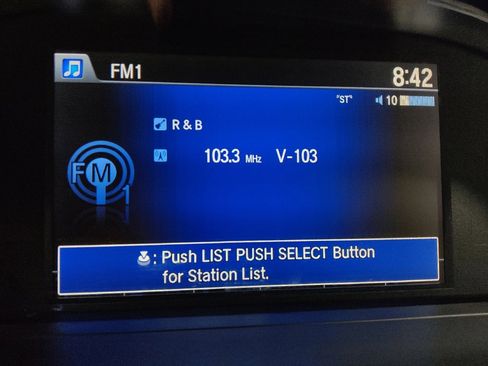 FM1
8:42
"ST"
10
R & B
103.3 MHz V-103
FM 1
: Push LIST PUSH SELECT Button
for Station List.